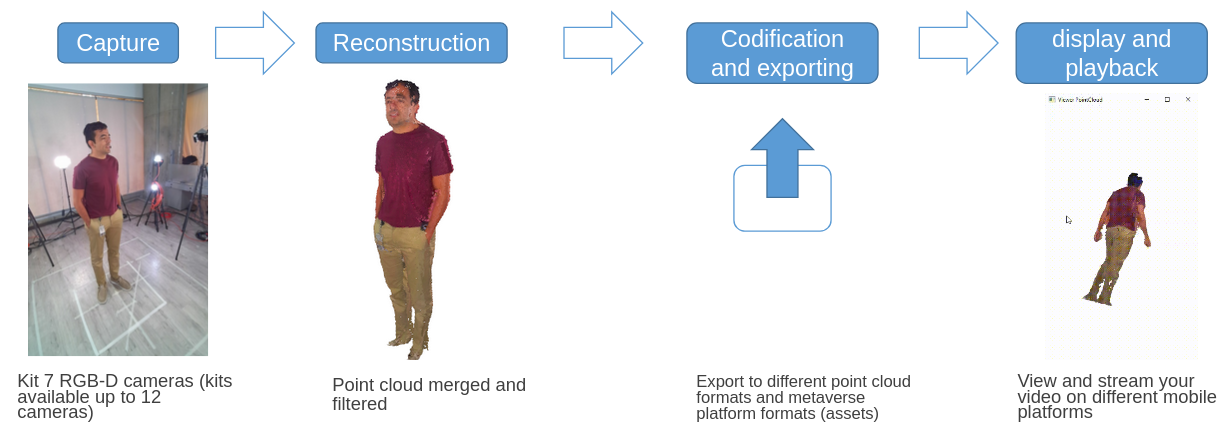 Capture
Reconstruction
Codification
and exporting
display and
playback
Viewer PointCloud
Kit 7 RGB-D cameras (kits
available up to 12
cameras)
Point cloud merged and
filtered
Export to different point cloud
formats and metaverse
platform formats (assets)
View and stream your
video on different mobile
platforms